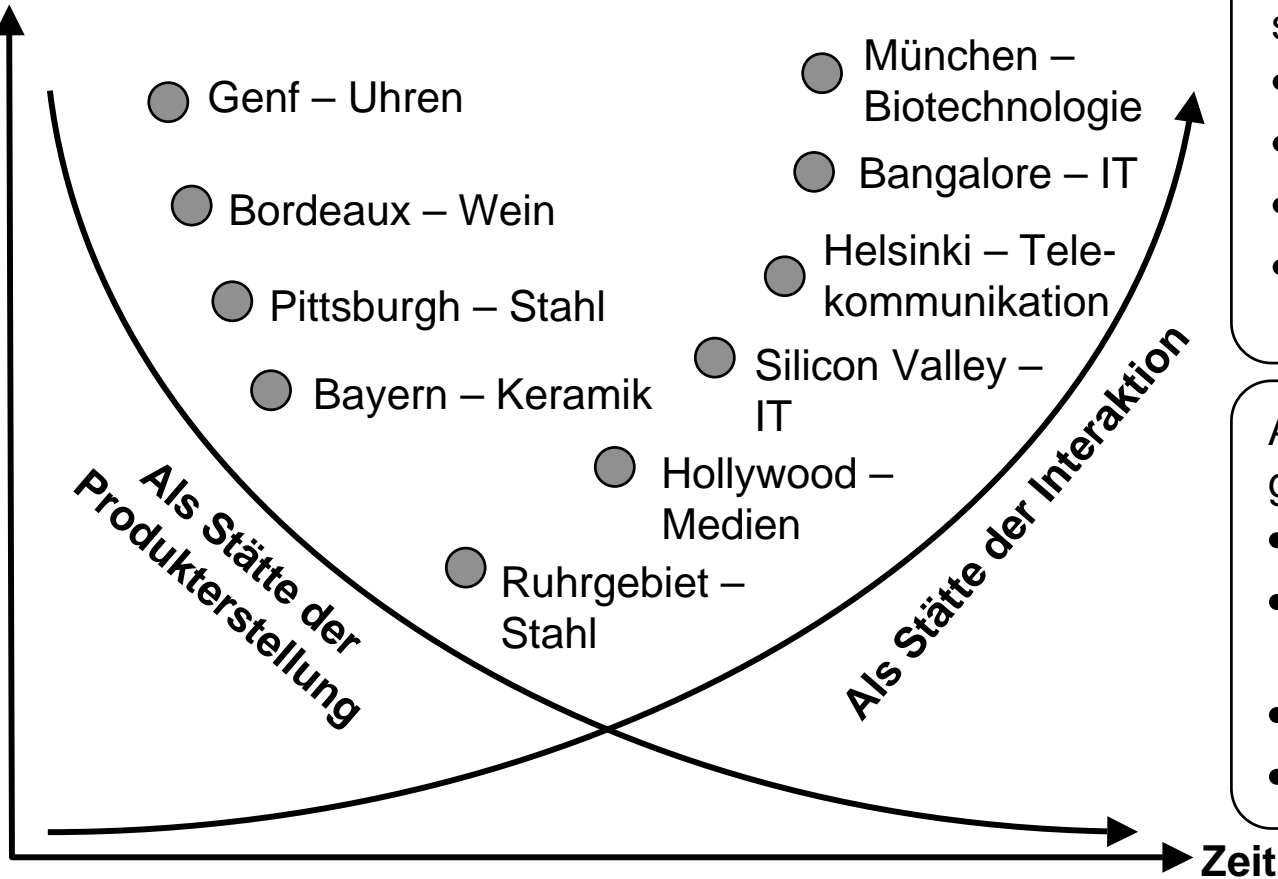 Genf – Uhren
Bordeaux – Wein
Pittsburgh – Stahl
Bayern – Keramik
Ruhrgebiet –
Stahl
Hollywood –
Medien
Silicon Valley –
IT
Helsinki – Tele-
kommunikation
Bangalore – IT
München –
Biotechnologie
Als Stätte der
Produkterstellung
Als Stätte der Interaktion
Zeit